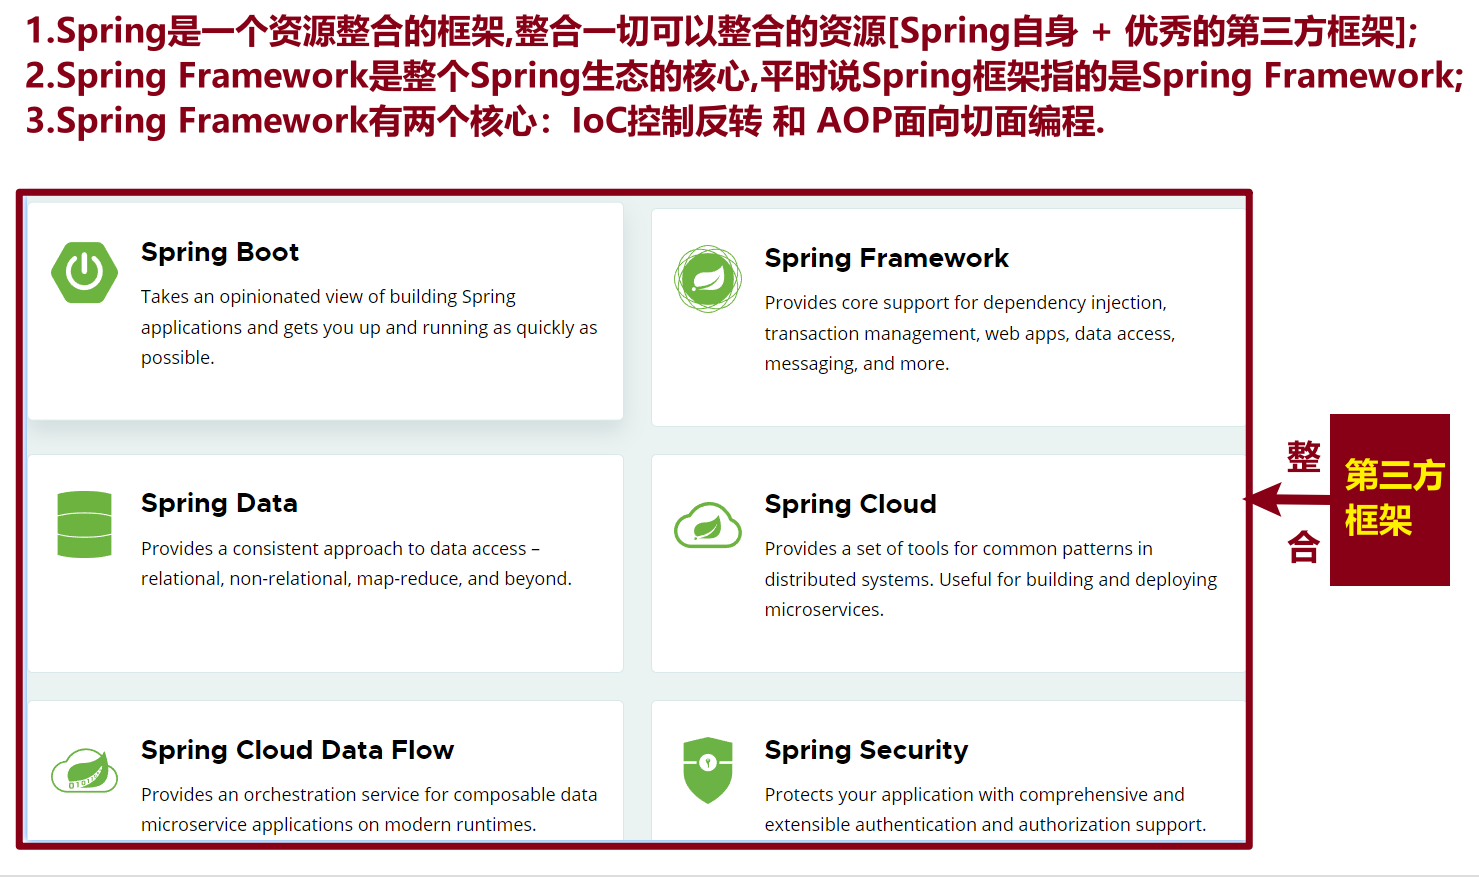 1.Spring是一个资源整合的框架,整合一切可以整合的资源[Spring自身 + 优秀的第三方框架];
2.Spring Framework是整个Spring生态的核心,平时说Spring框架指的是Spring Framework;
3.Spring Framework有两个核心：IoC控制反转 和 AOP面向切面编程.
Spring Boot
Takes an opinionated view of building Spring
applications and gets you up and running as quickly as
possible.
Spring Framework
Provides core support for dependency injection,
transaction management, web apps, data access,
messaging, and more.
Spring Data
Provides a consistent approach to data access –
relational, non-relational, map-reduce, and beyond.
Spring Cloud
Provides a set of tools for common patterns in
distributed systems. Useful for building and deploying
microservices.
Spring Cloud Data Flow
Provides an orchestration service for composable data
microservice applications on modern runtimes.
Spring Security
Protects your application with comprehensive and
extensible authentication and authorization support.
整
合
第三方
框架